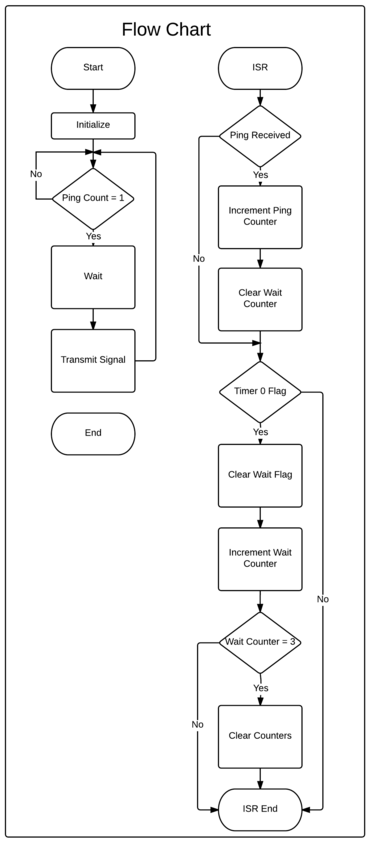 Flow Chart
Start
Initialize
No
Ping Count = 1
Yes
Wait
Transmit Signal
End
ISR
Ping Received
Yes
Increment Ping
Counter
No
Clear Wait
Counter
Timer 0 Flag
Yes
Clear Wait Flag
Increment Wait
Counter
No
Wait Counter = 3
Yes
No
Clear Counters
ISR End